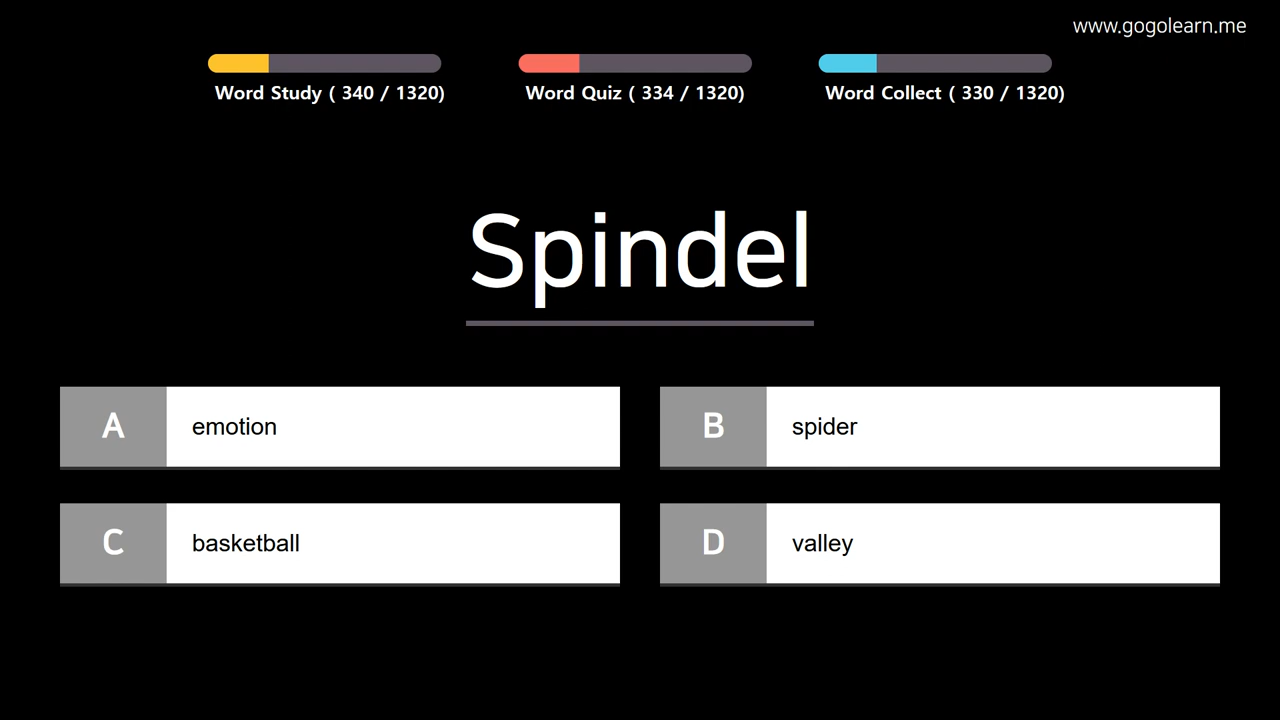 www.gogolearn.me
Word Study ( 340 / 1320)
Word Quiz ( 334 / 1320)
Word Collect ( 330 / 1320)
Spindel
A emotion
B spider
C basketball
D valley